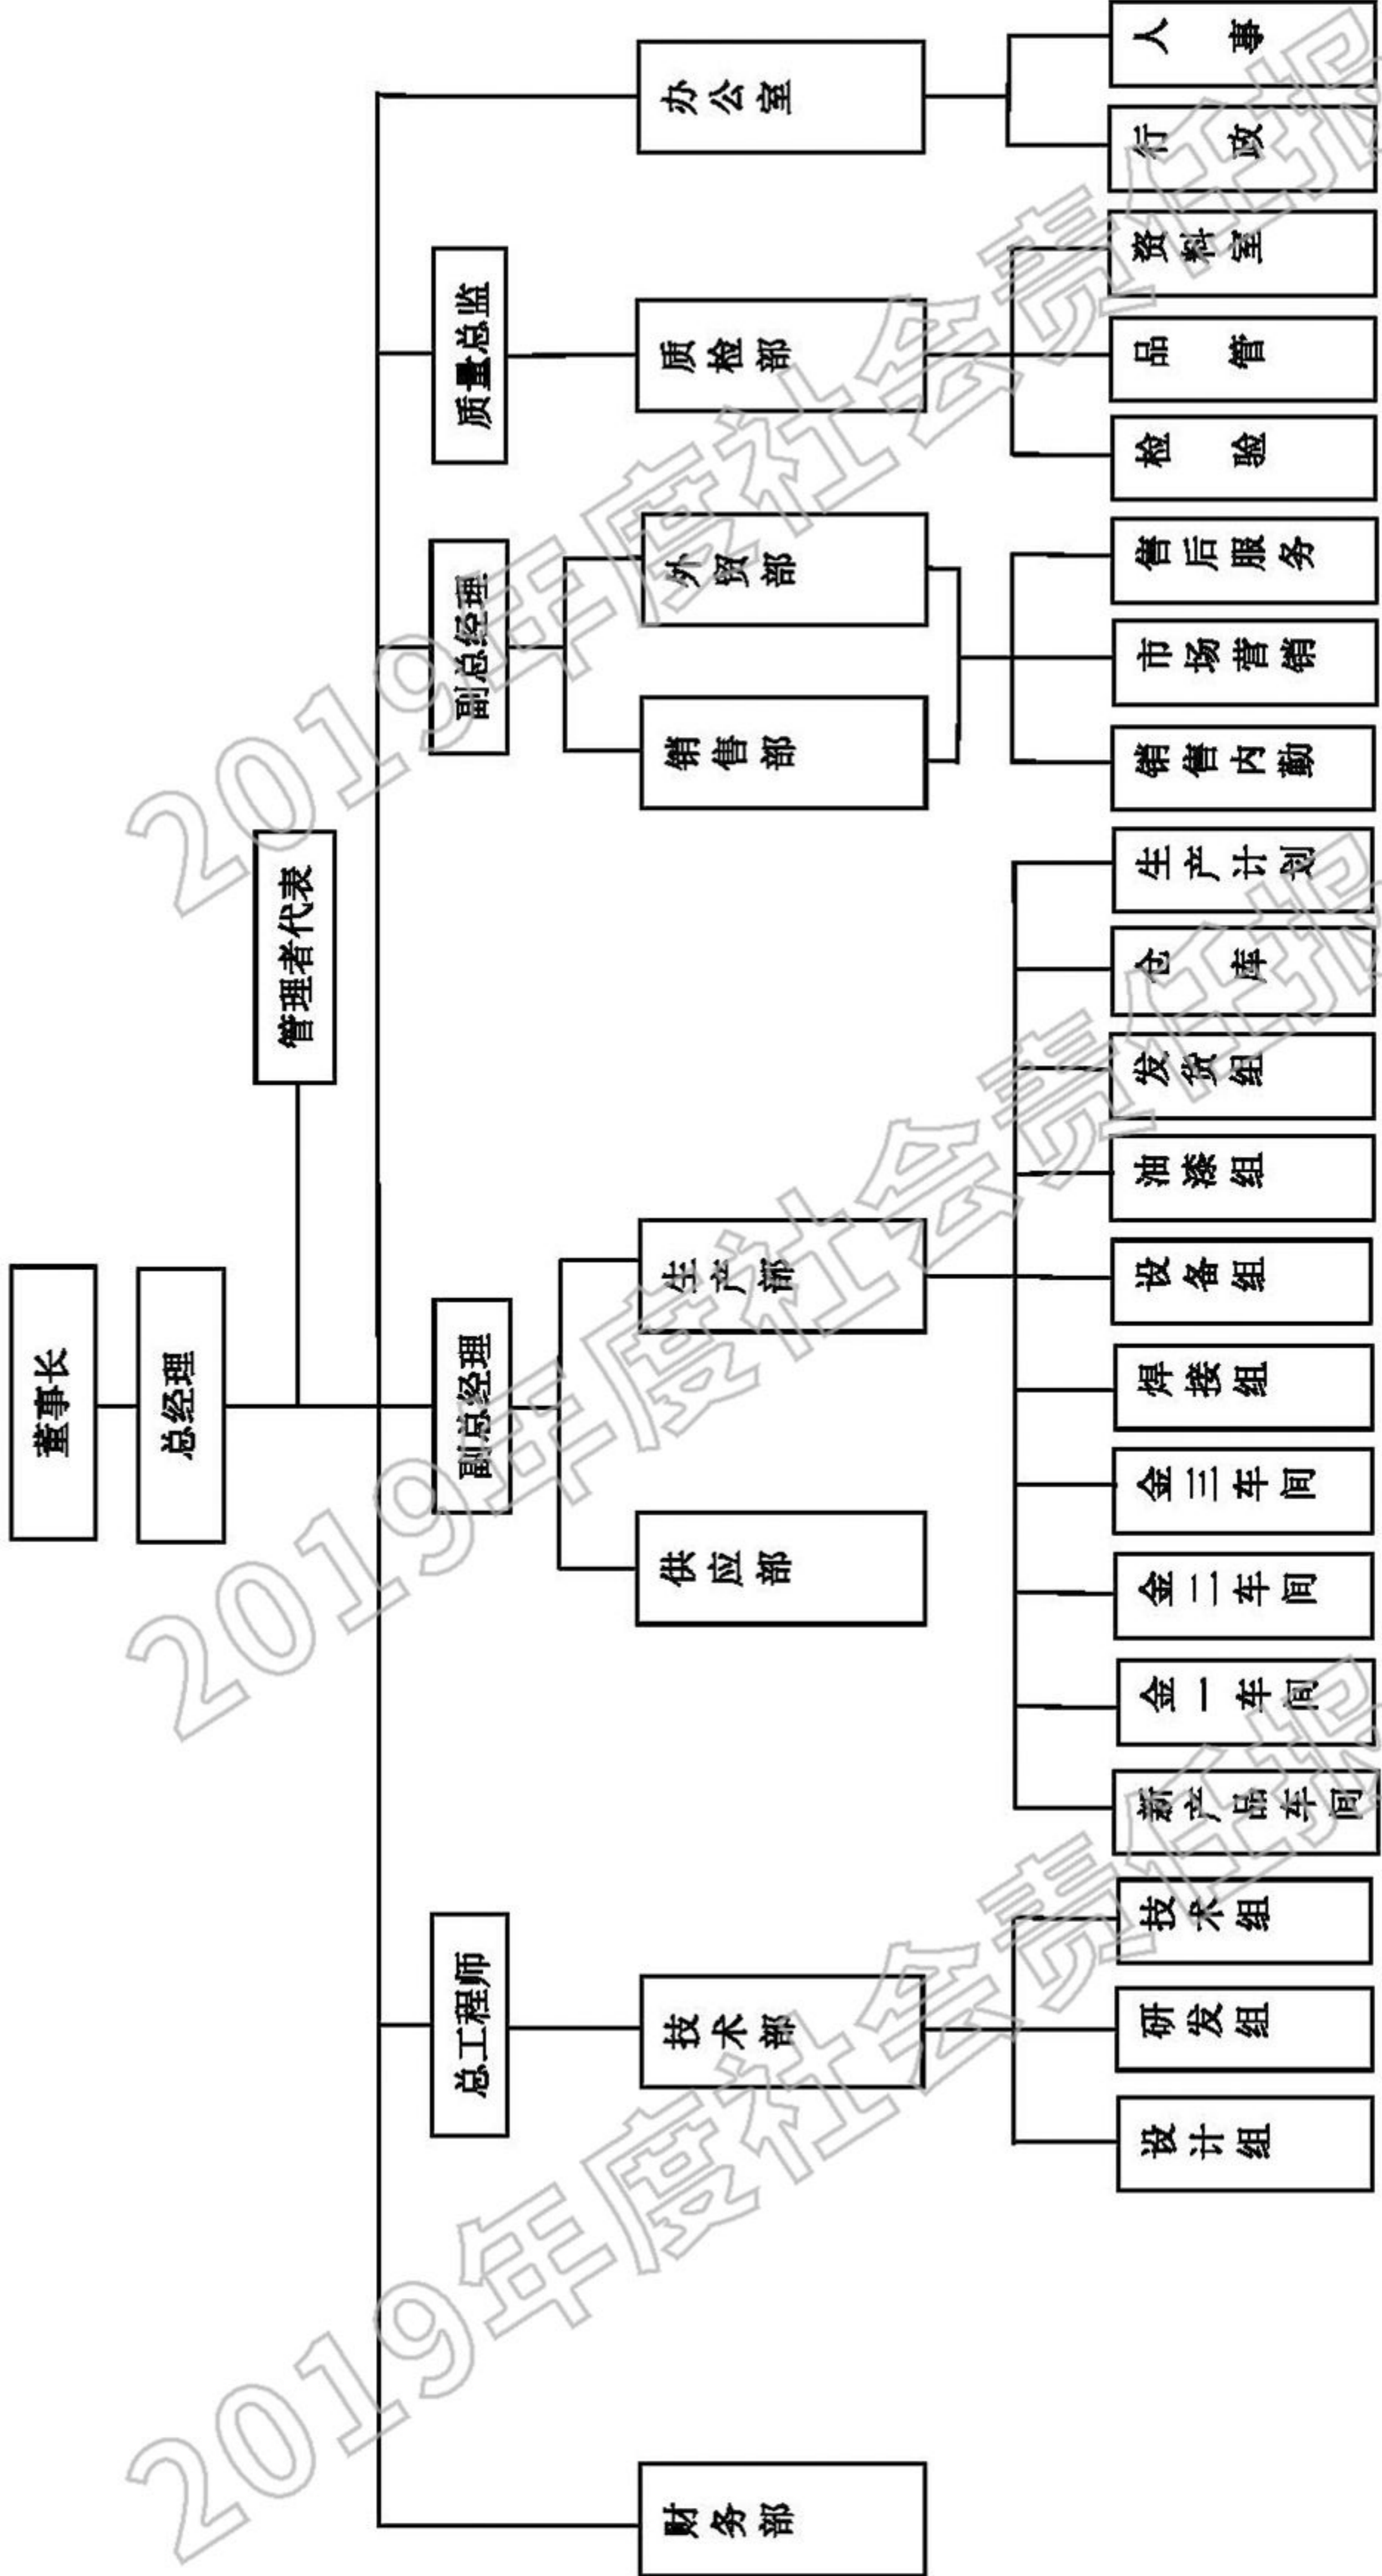 董事长
总经理
管理者代表
总工程师
副总经理
副总经理
质量总监
财务部
技术部
供应部
生产部
销售部
外贸部
质检部
办公室
设计组
研发组
技术组
新产品车间
金一车间
金二车间
金三车间
焊接组
设备组
油漆组
发货组
仓库
生产计划
销售内勤
市场营销
售后服务
检验
品管
资料室
行政
人事
2019年度社会责任报
2019年度社会责任报
2019年度社会责任报